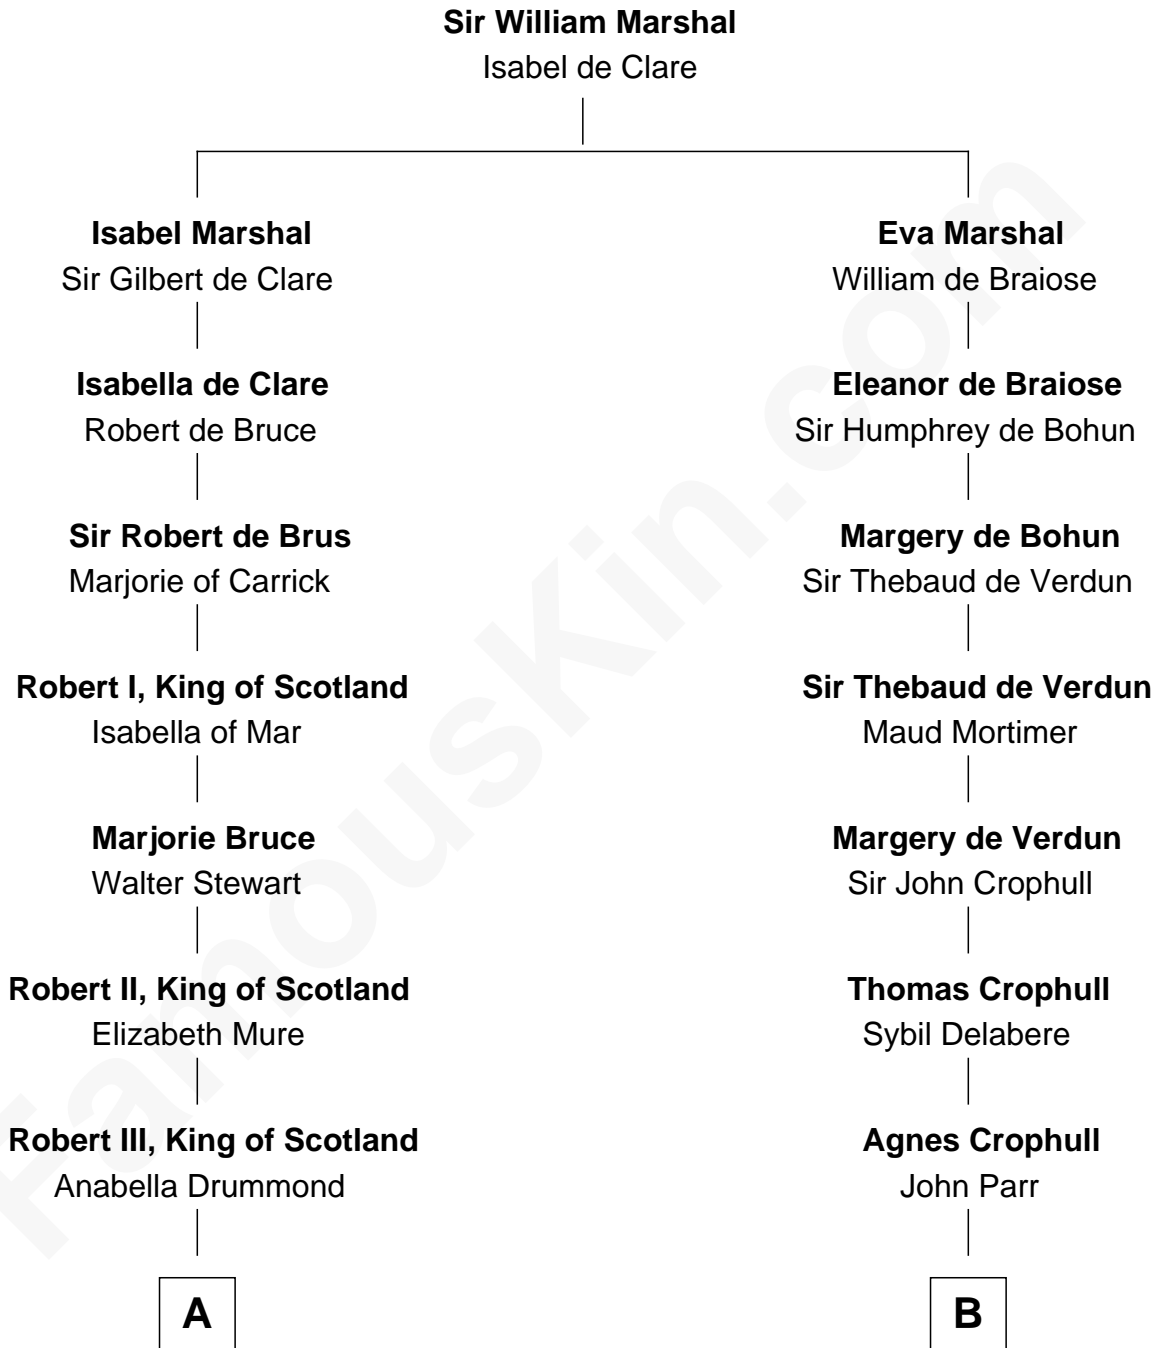 Sir William Marshal
Isabel de Clare
Isabel Marshal
Sir Gilbert de Clare
Eva Marshal
William de Braiose
Isabella de Clare
Robert de Bruce
Eleanor de Braiose
Sir Humphrey de Bohun
Sir Robert de Brus
Marjorie of Carrick
Margery de Bohun
Sir Thebaud de Verdun
Robert I, King of Scotland
Isabella of Mar
Sir Thebaud de Verdun
Maud Mortimer
Marjorie Bruce
Walter Stewart
Margery de Verdun
Sir John Crophull
Robert II, King of Scotland
Elizabeth Mure
Thomas Crophull
Sybil Delabere
Robert III, King of Scotland
Anabella Drummond
Agnes Crophull
John Parr
A
B
FamousKin.com